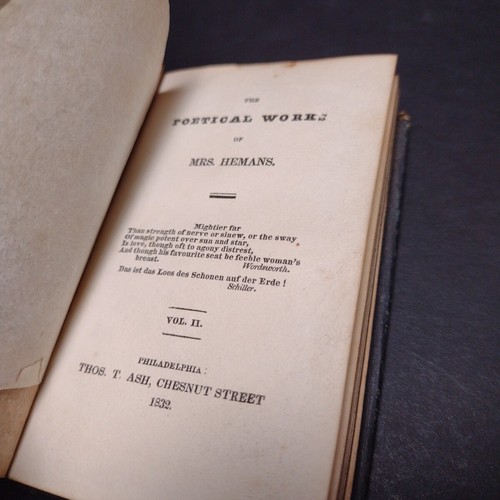 THE
POETICAL WORKS
OF
MRS. HEMANS.
Mightier far
Than strength of nerve or sinew, or the sway
Of magic potent over sun and star,
Is love, though oft to agony distrest,
And though his favourite seat be feeble woman's
breast.
Wordsworth.
Das ist das Loos des Schonen auf der Erde!
Schiller.
VOL. II.
PHILADELPHIA:
THOS. T. ASH, CHESNUT STREET
1832.